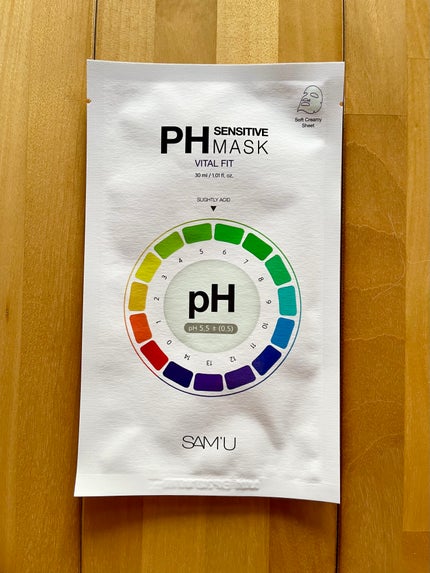 PH SENSITIVE MASK
VITAL FIT
30 ml / 1.01 fl. oz.
Soft Creamy
Sheet
SLIGHTLY ACID
0 1 2 3 4 5 6 7 8 9 10 11 12 13 14
pH
pH 5.5 ± (0.5)
SAM'U